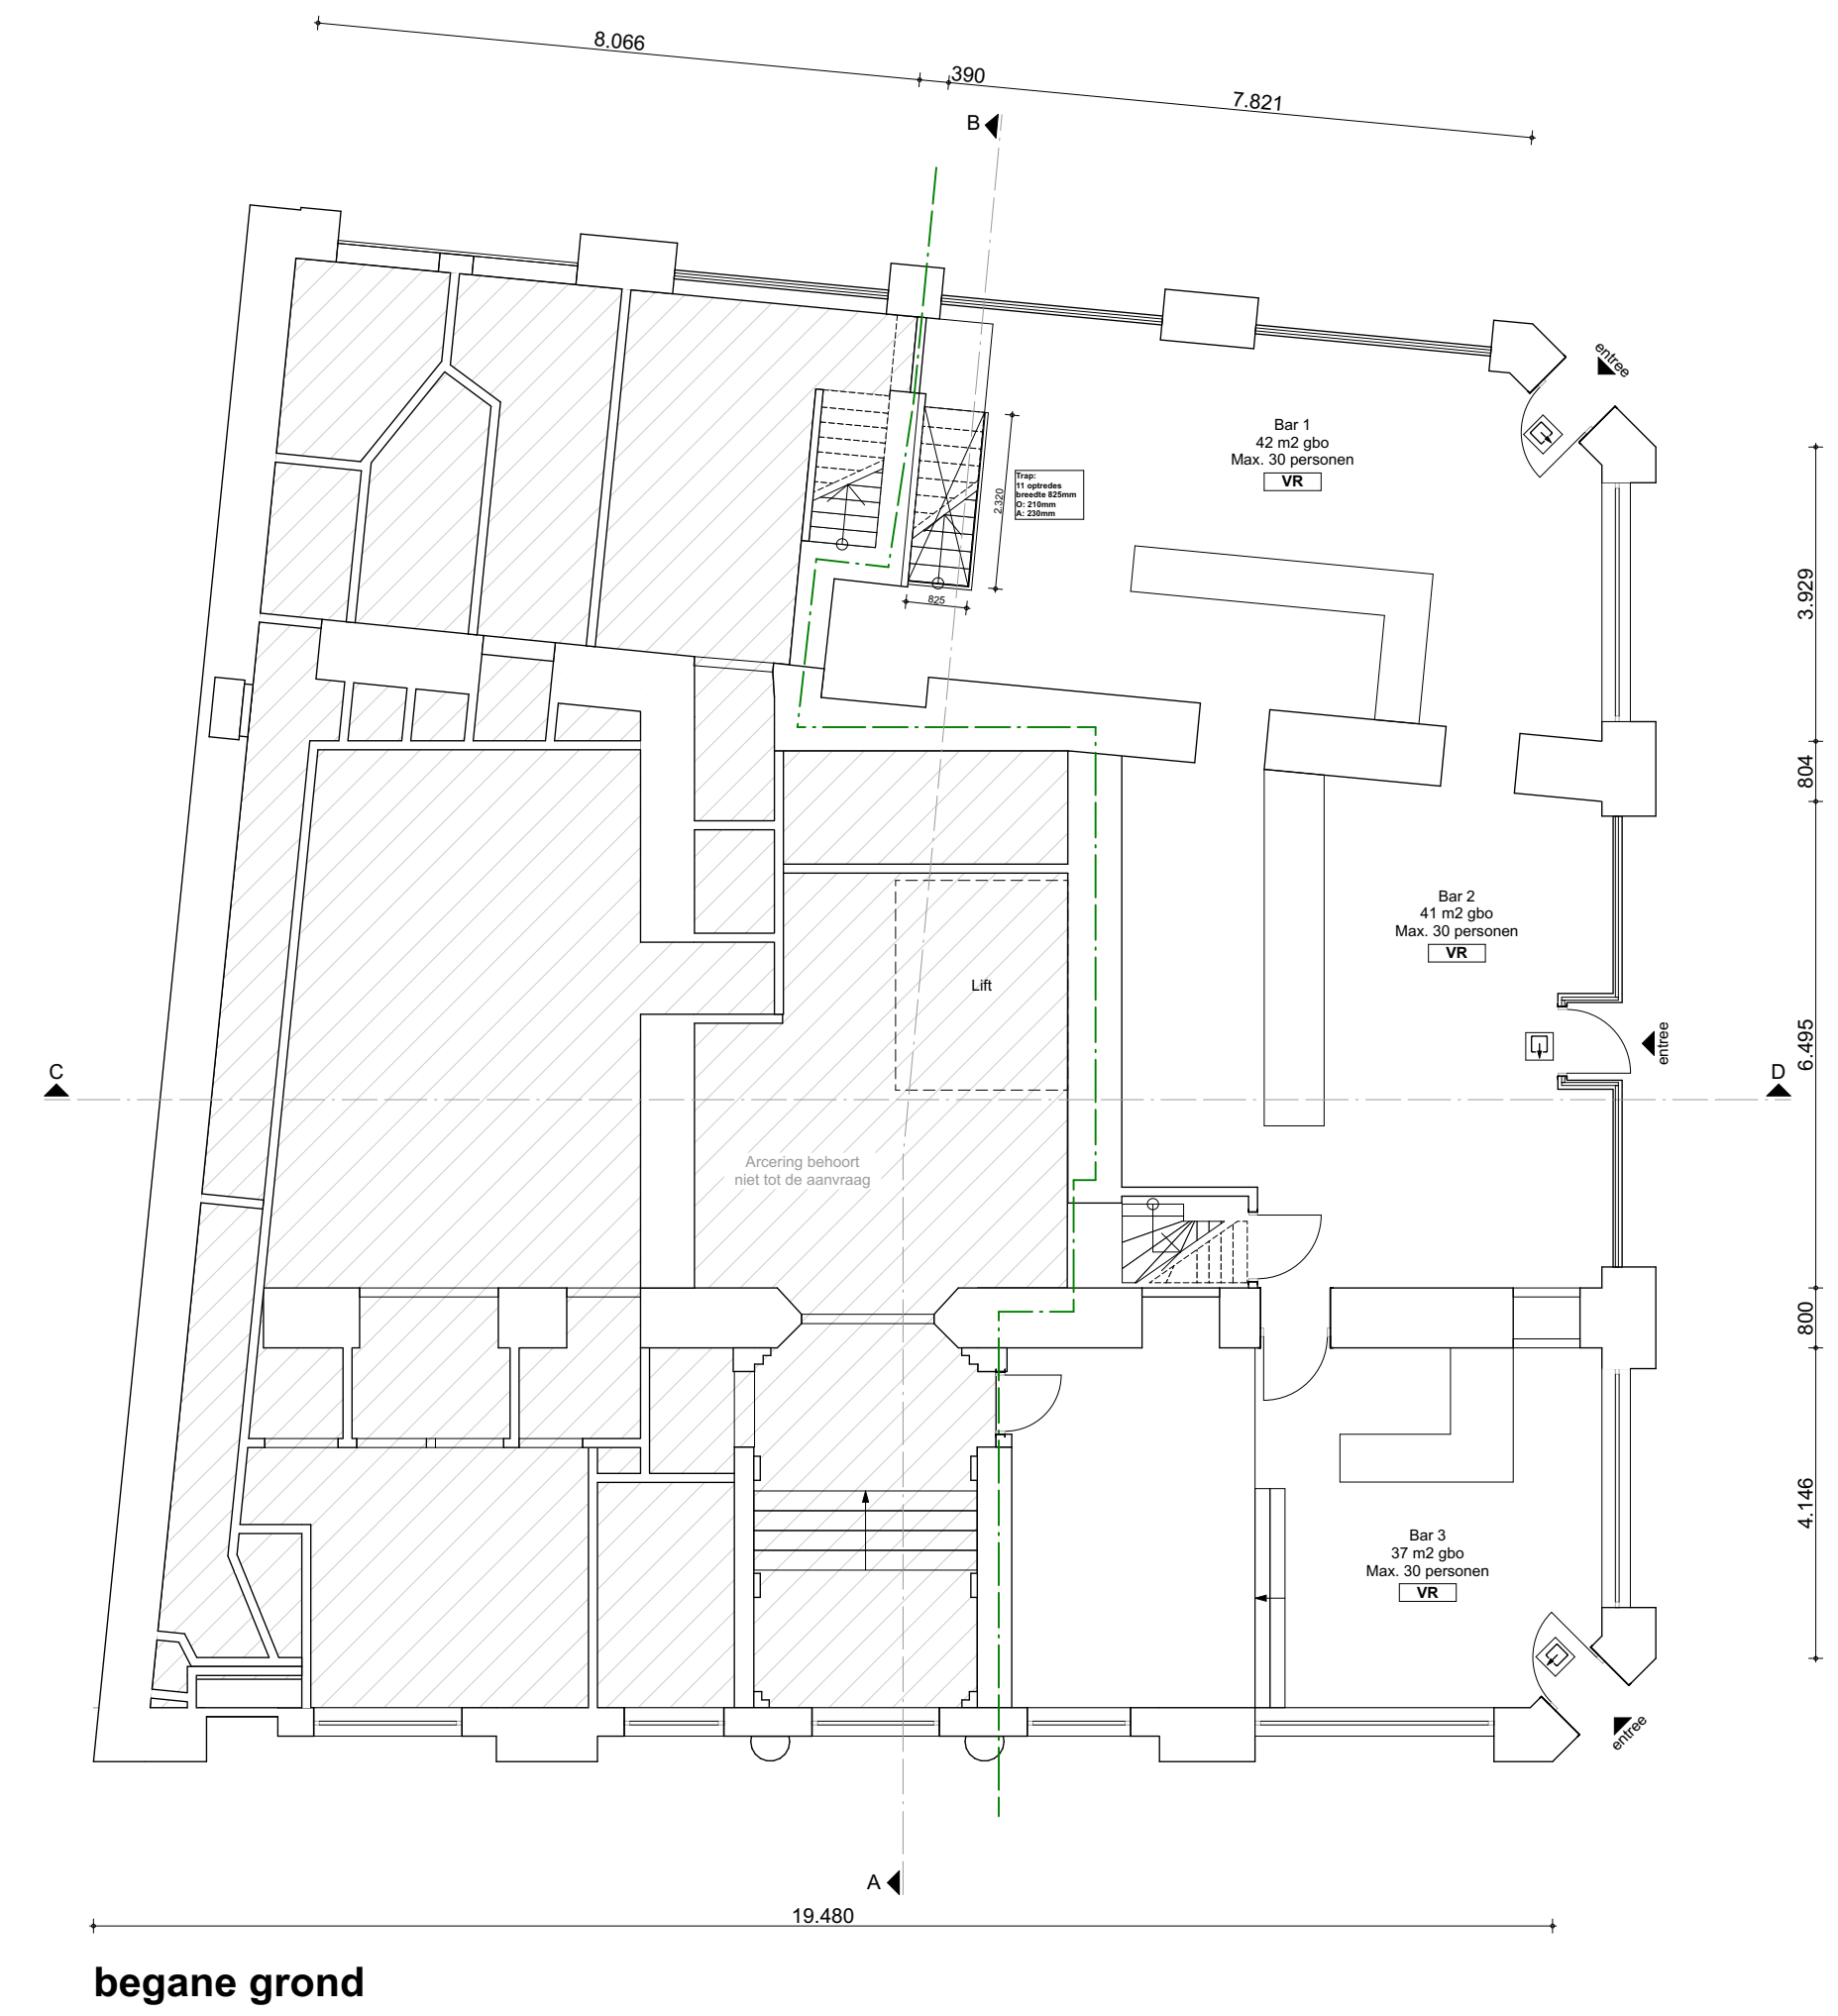 8.066
390
7.821
B
entree
Bar 1
42 m2 gbo
Max. 30 personen
VR
Trap:
11 optredes
breedte 825mm
O: 210mm
A: 230mm
2.320
825
3.929
804
Bar 2
41 m2 gbo
Max. 30 personen
VR
Lift
entree
6.495
C
D
Arcering behoort
niet tot de aanvraag
800
4.146
Bar 3
37 m2 gbo
Max. 30 personen
VR
entree
A
19.480
begane grond